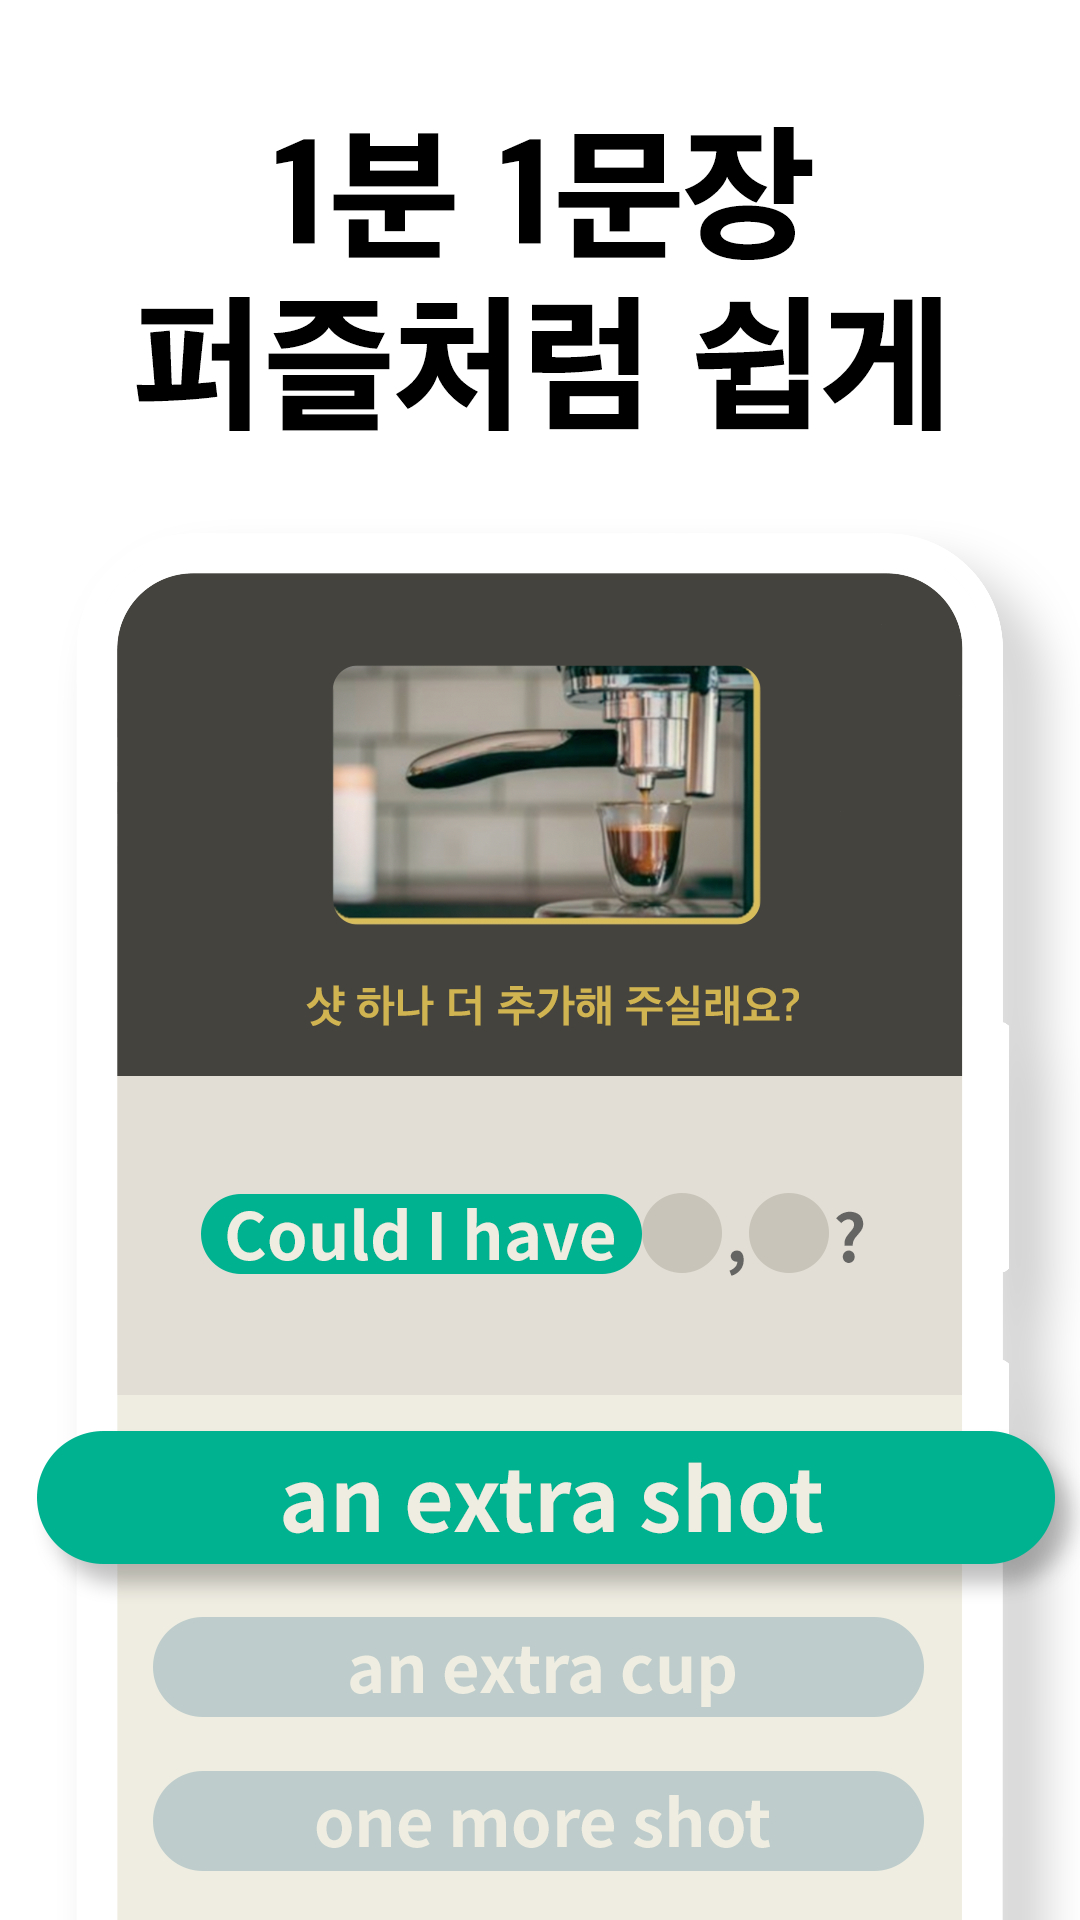 1분 1문장
퍼즐처럼 쉽게
샷 하나 더 추가해 주실래요?
Could I have , ?
an extra shot
an extra cup
one more shot